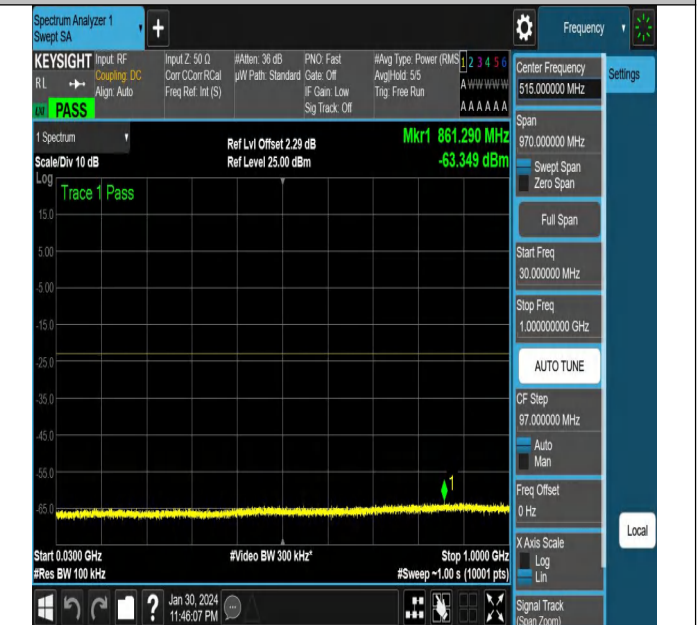 Spectrum Analyzer 1
Swept SA
+
Frequency
KEYSIGHT
RL
LXI
PASS
Input: RF
Coupling: DC
Align: Auto
Input Z: 50 Ω
Corr CCorr RCal
Freq Ref: Int (S)
#Atten: 36 dB
µW Path: Standard
PNO: Fast
Gate: Off
IF Gain: Low
Sig Track: Off
#Avg Type: Power (RMS
Avg|Hold: 5/5
Trig: Free Run
1 2 3 4 5 6
A W W W W W
A A A A A A
1 Spectrum
Scale/Div 10 dB
Log
Ref Lvl Offset 2.29 dB
Ref Level 25.00 dBm
Mkr1 861.290 MHz
-63.349 dBm
Trace 1 Pass
15.0
5.00
-5.00
-15.0
-25.0
-35.0
-45.0
-55.0
-65.0
1
Start 0.0300 GHz
#Res BW 100 kHz
#Video BW 300 kHz*
Stop 1.0000 GHz
#Sweep ~1.00 s (10001 pts)
Center Frequency
515.000000 MHz
Settings
Span
970.000000 MHz
Swept Span
Zero Span
Full Span
Start Freq
30.000000 MHz
Stop Freq
1.000000000 GHz
AUTO TUNE
CF Step
97.000000 MHz
Auto
Man
Freq Offset
0 Hz
Local
X Axis Scale
Log
Lin
Signal Track
(Span Zoom)
?
Jan 30, 2024
11:46:07 PM